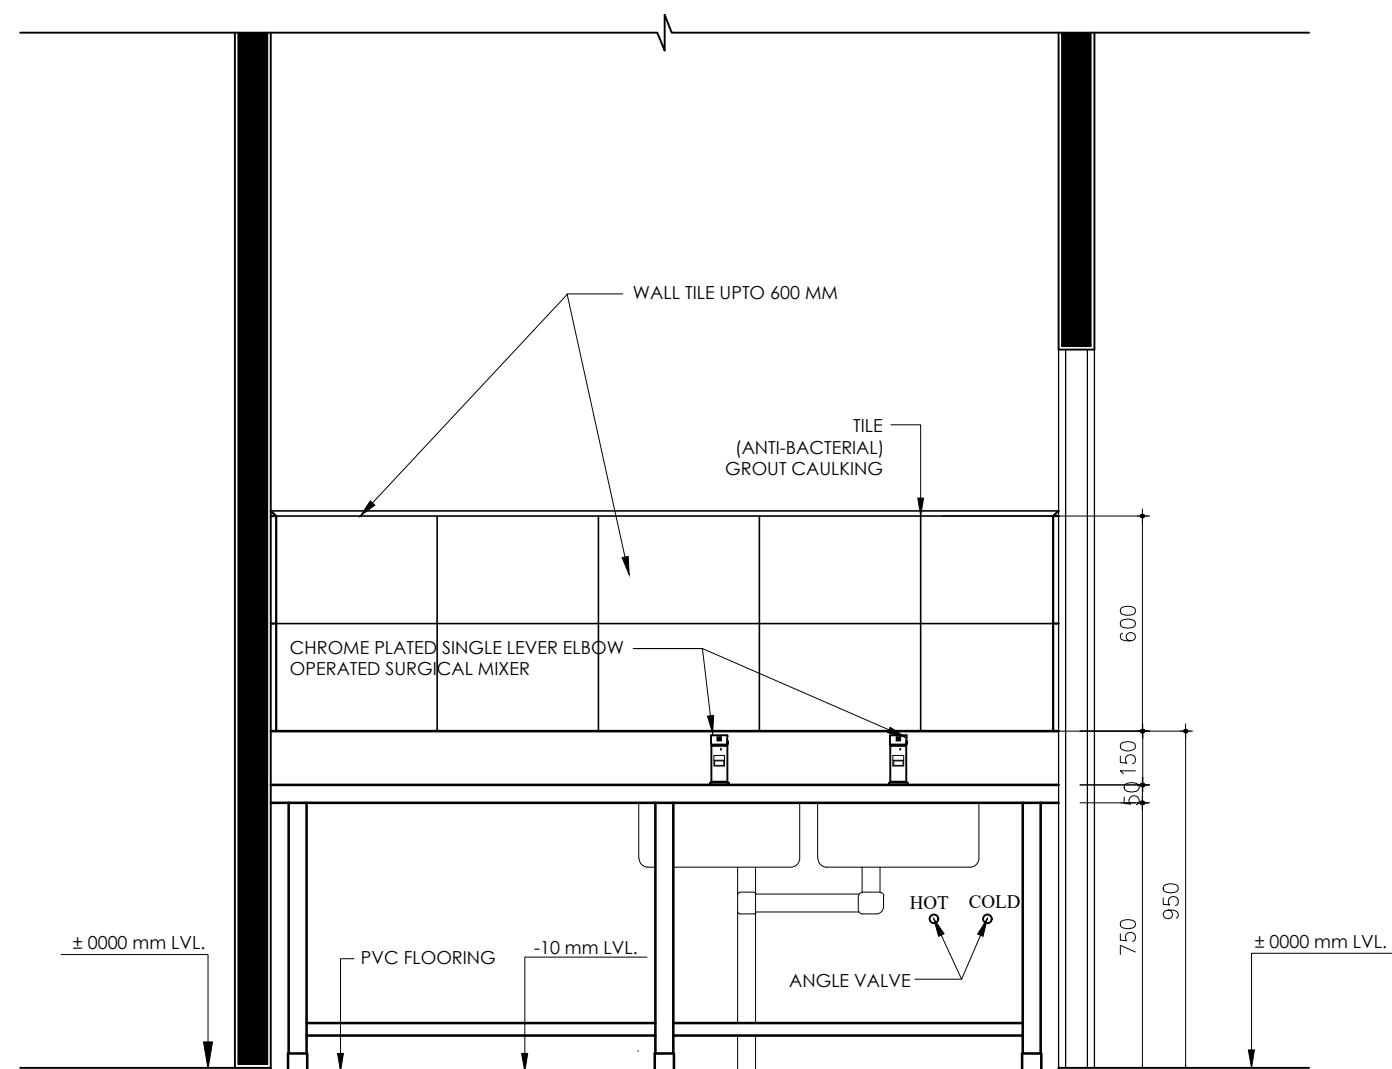 WALL TILE UPTO 600 MM
TILE
(ANTI-BACTERIAL)
GROUT CAULKING
600
CHROME PLATED SINGLE LEVER ELBOW
OPERATED SURGICAL MIXER
150
50
HOT
COLD
950
750
± 0000 mm LVL.
PVC FLOORING
-10 mm LVL.
ANGLE VALVE
± 0000 mm LVL.